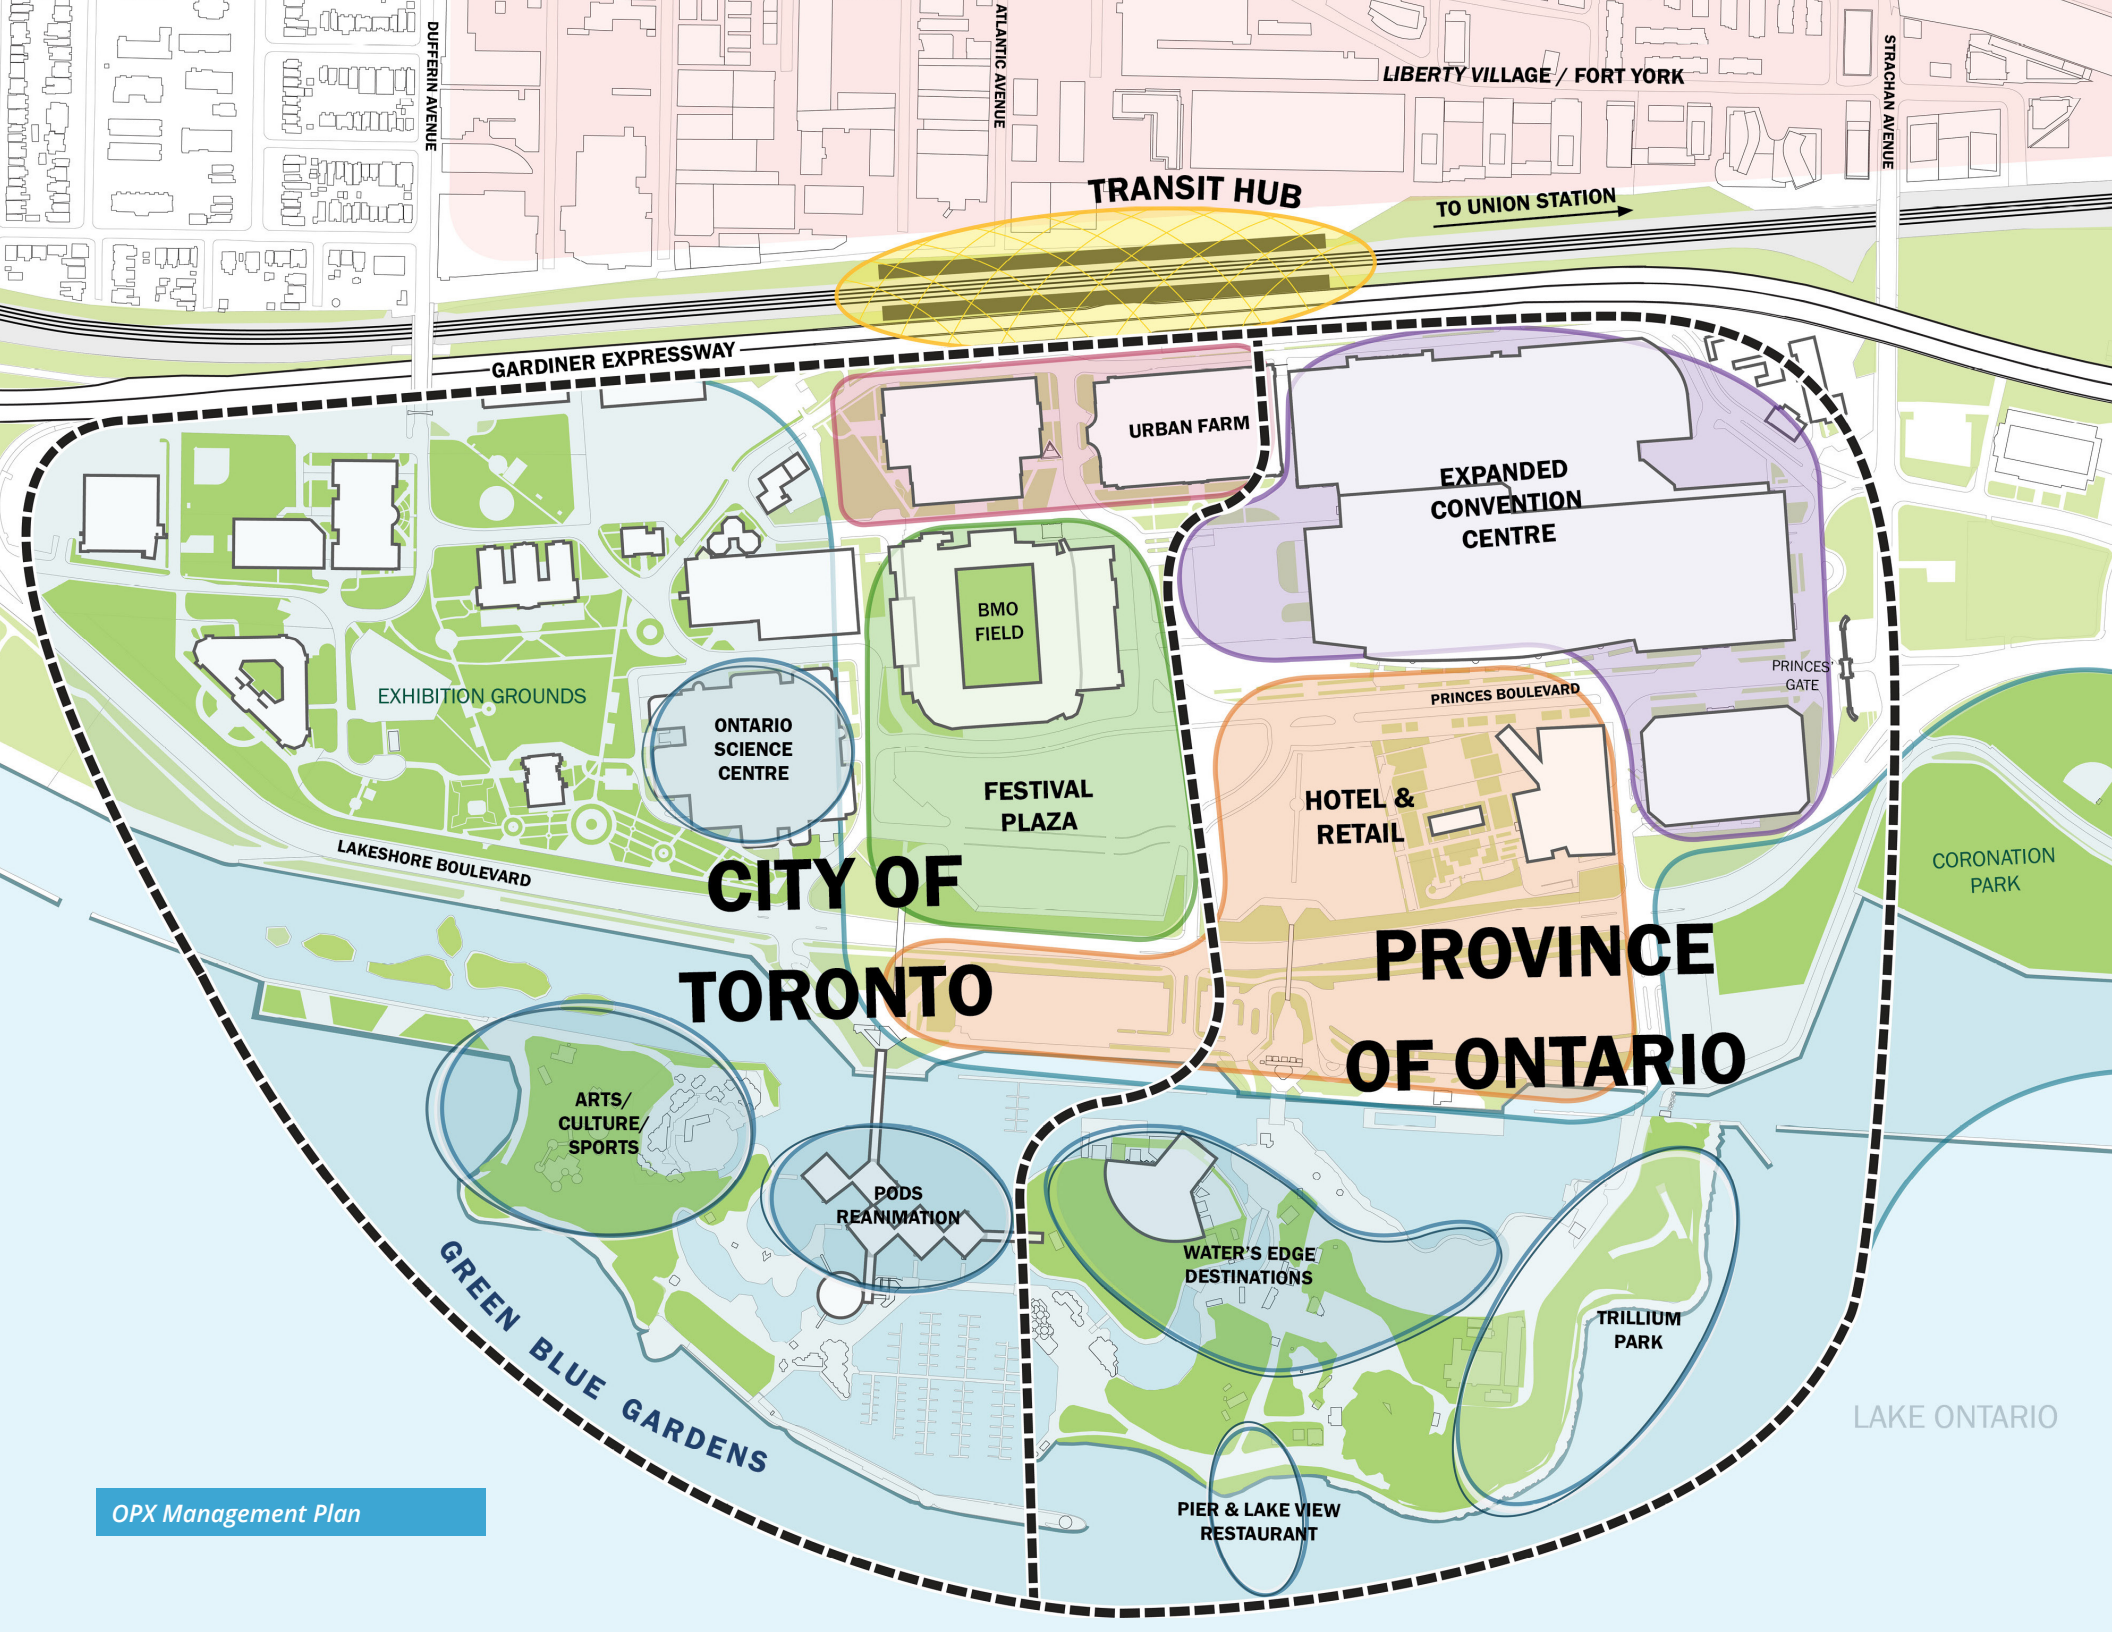 DUFFERIN AVENUE
ATLANTIC AVENUE
STRACHAN AVENUE
LIBERTY VILLAGE / FORT YORK
TRANSIT HUB
TO UNION STATION
GARDINER EXPRESSWAY
URBAN FARM
EXPANDED
CONVENTION
CENTRE
BMO
FIELD
PRINCES'
GATE
PRINCES BOULEVARD
EXHIBITION GROUNDS
ONTARIO
SCIENCE
CENTRE
FESTIVAL
PLAZA
HOTEL &
RETAIL
LAKESHORE BOULEVARD
CITY OF
TORONTO
PROVINCE
OF ONTARIO
CORONATION
PARK
ARTS/
CULTURE/
SPORTS
PODS
REANIMATION
WATER'S EDGE
DESTINATIONS
TRILLIUM
PARK
GREEN BLUE GARDENS
LAKE ONTARIO
PIER & LAKE VIEW
RESTAURANT
OPX Management Plan